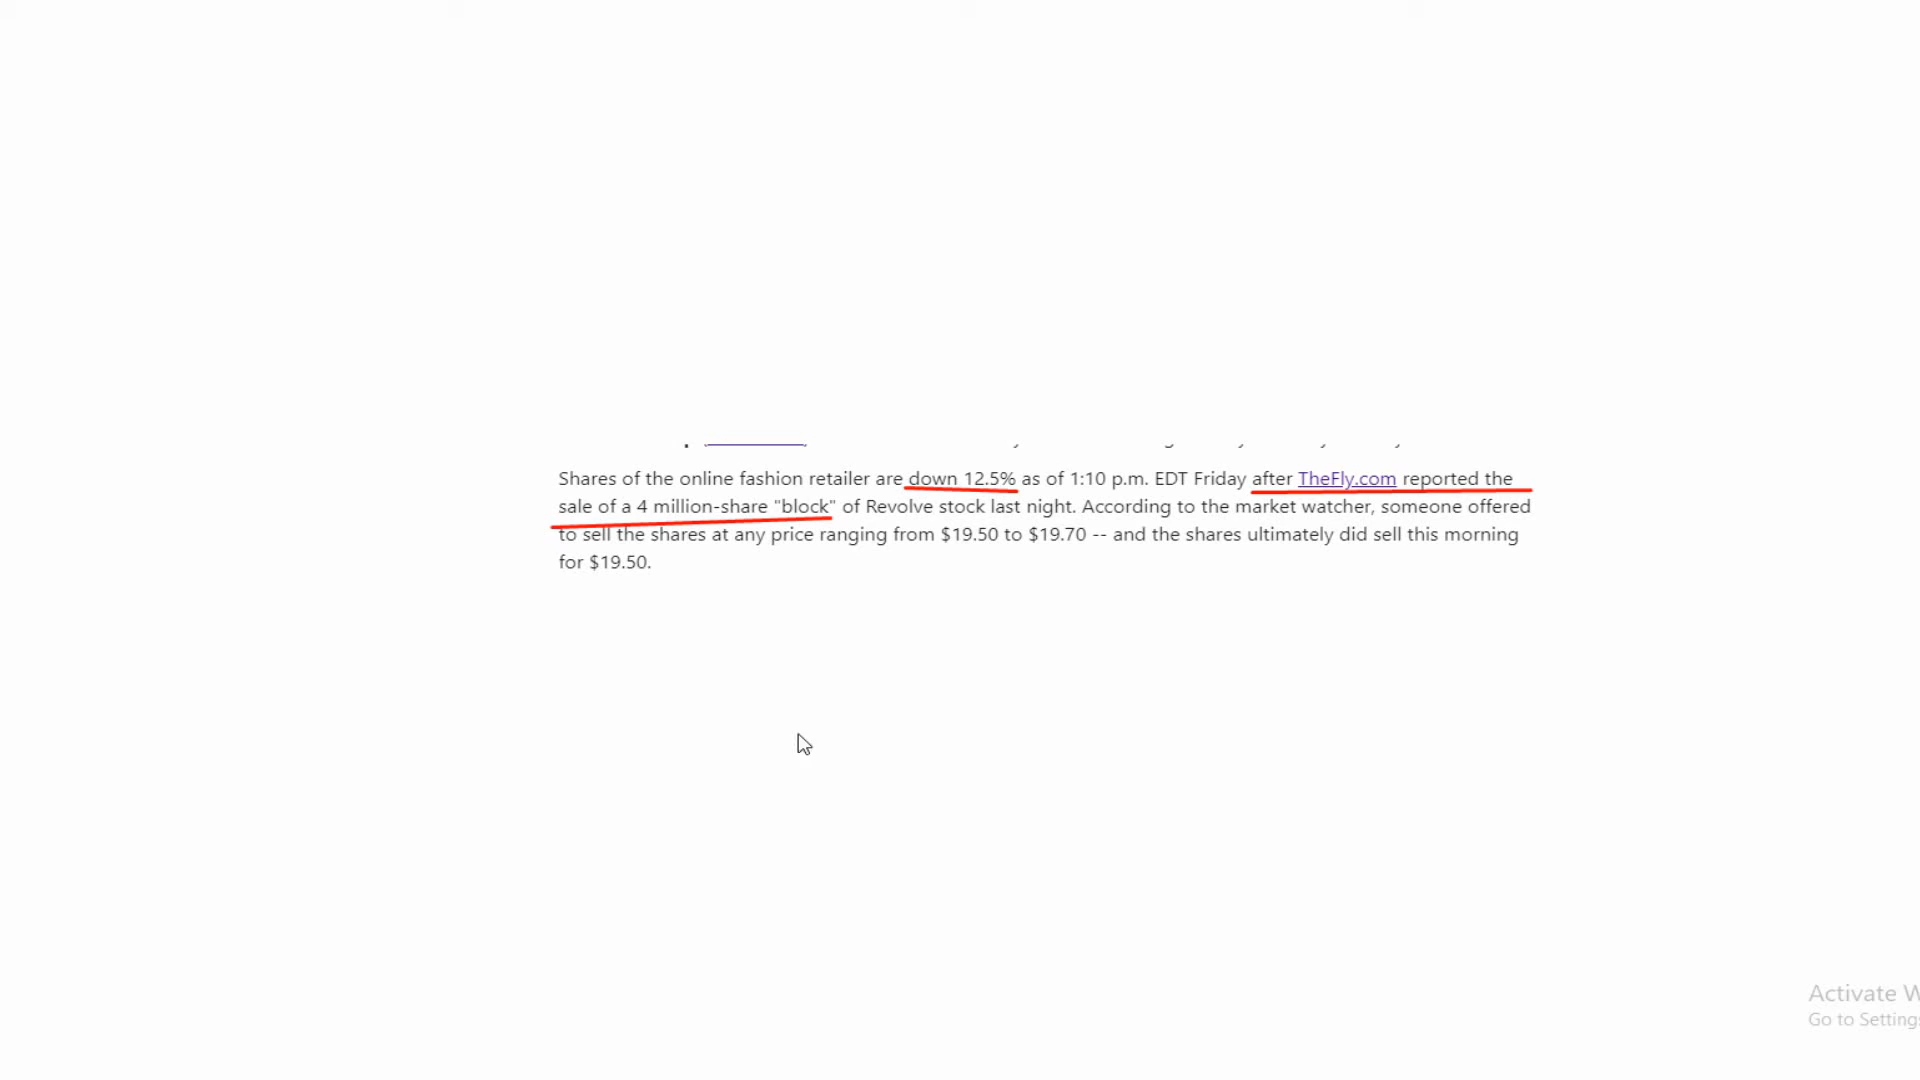 Shares of the online fashion retailer are down 12.5% as of 1:10 p.m. EDT Friday after TheFly.com reported the
sale of a 4 million-share "block" of Revolve stock last night. According to the market watcher, someone offered
to sell the shares at any price ranging from $19.50 to $19.70 -- and the shares ultimately did sell this morning
for $19.50.
Activate W
Go to Settings